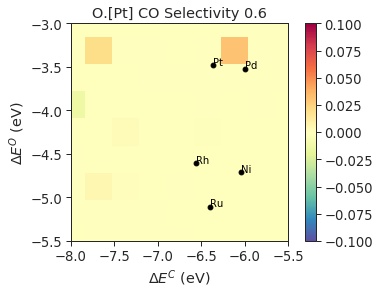 O.[Pt] CO Selectivity 0.6
−3.0
−3.5
−4.0
−4.5
−5.0
−5.5
ΔE^O (eV)
Pt
Pd
Rh
Ni
Ru
−8.0 −7.5 −7.0 −6.5 −6.0 −5.5
ΔE^C (eV)
0.100
0.075
0.050
0.025
0.000
−0.025
−0.050
−0.075
−0.100